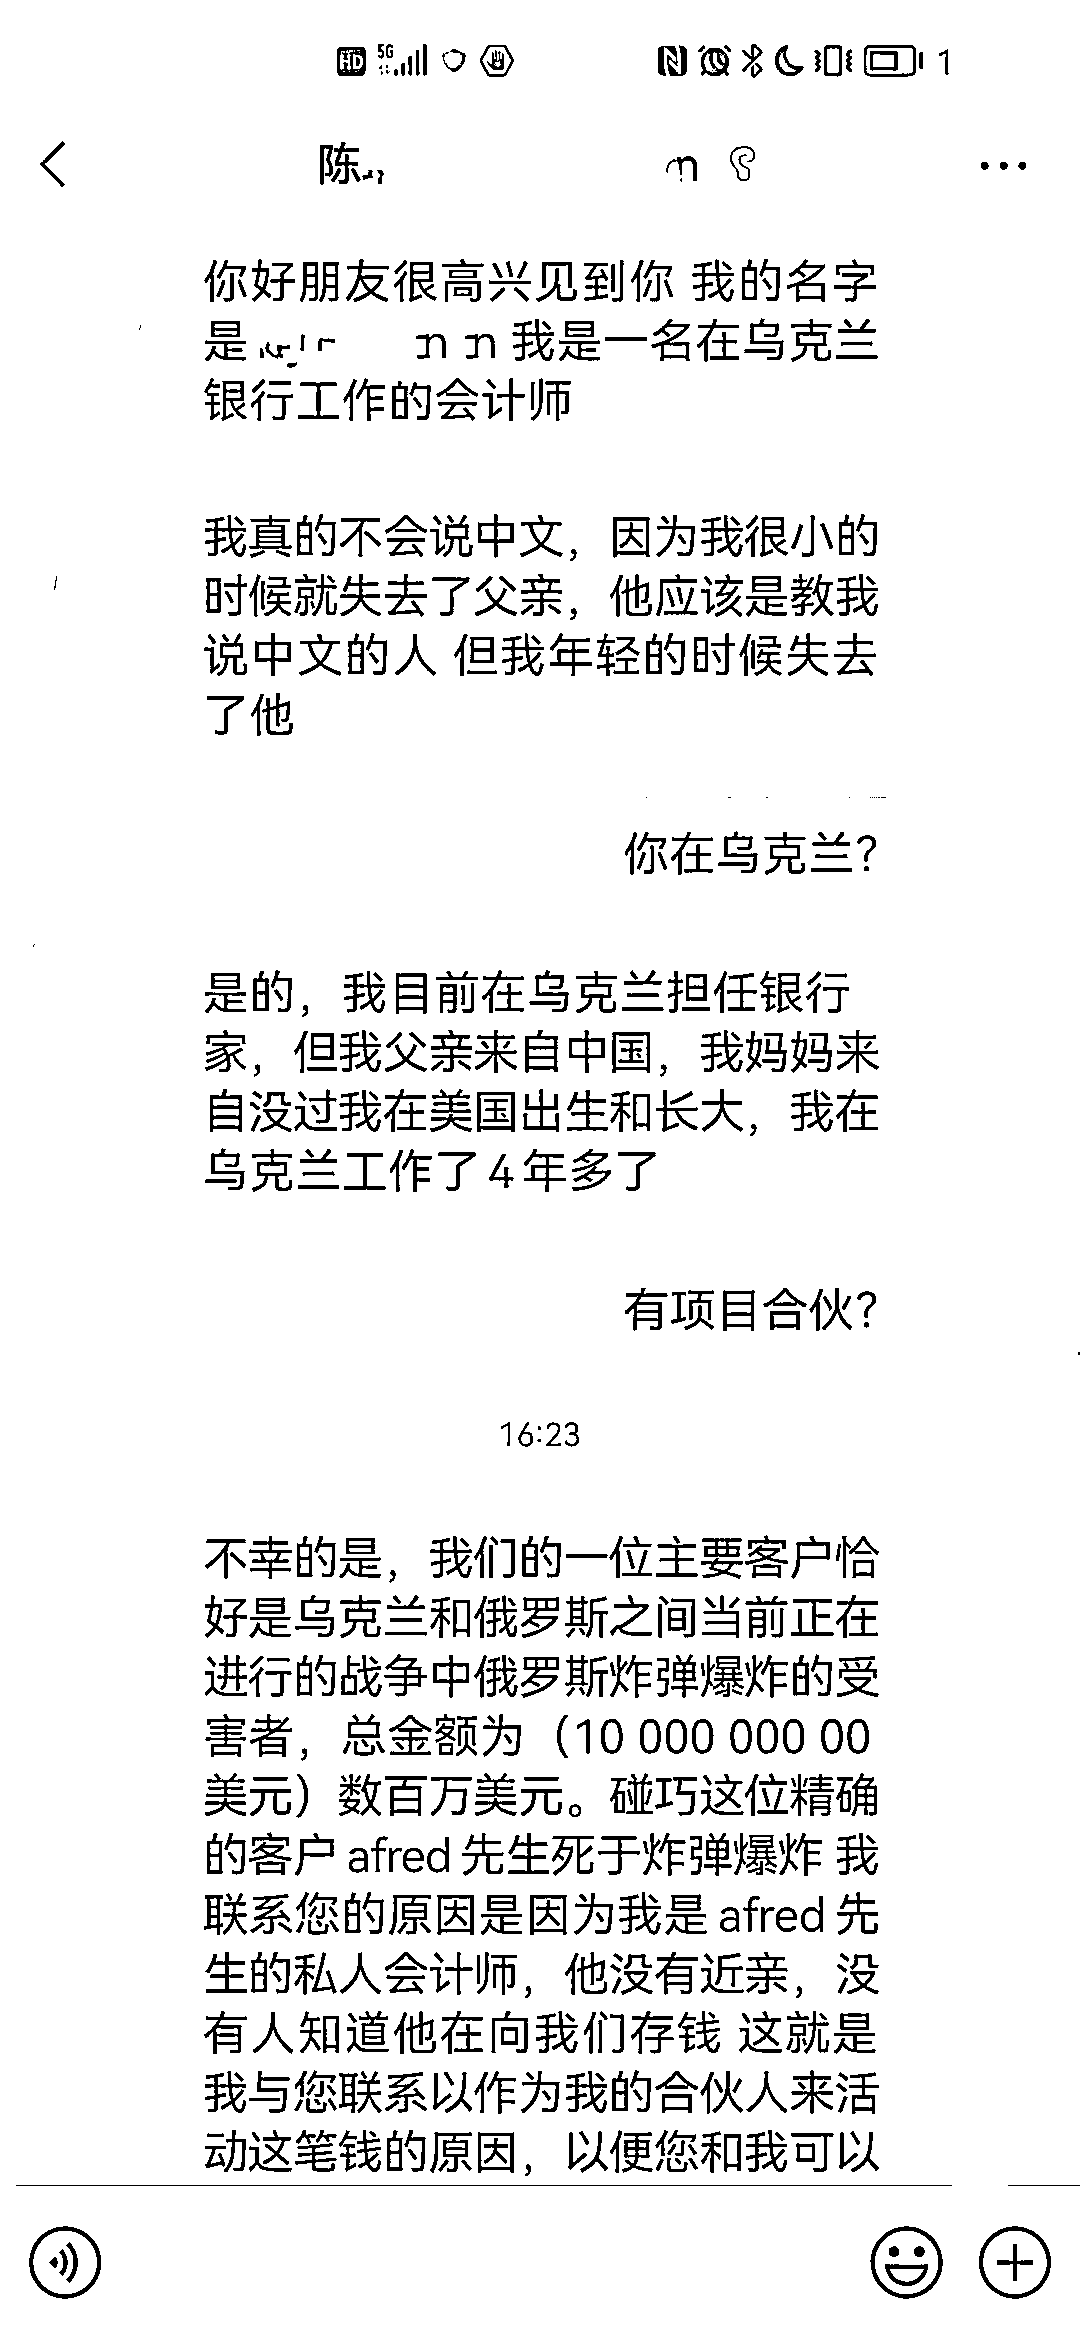 HD 5G 1
陈
你好朋友很高兴见到你 我的名字
是 我是一名在乌克兰
银行工作的会计师
我真的不会说中文，因为我很小的
时候就失去了父亲，他应该是教我
说中文的人 但我年轻的时候失去
了他
你在乌克兰？
是的，我目前在乌克兰担任银行
家，但我父亲来自中国，我妈妈来
自没过我在美国出生和长大，我在
乌克兰工作了4年多了
有项目合伙？
16:23
不幸的是，我们的一位主要客户恰
好是乌克兰和俄罗斯之间当前正在
进行的战争中俄罗斯炸弹爆炸的受
害者，总金额为（10 000 000 00
美元）数百万美元。碰巧这位精确
的客户 afred 先生死于炸弹爆炸 我
联系您的原因是因为我是 afred 先
生的私人会计师，他没有近亲，没
有人知道他在向我们存钱 这就是
我与您联系以作为我的合伙人来活
动这笔钱的原因，以便您和我可以